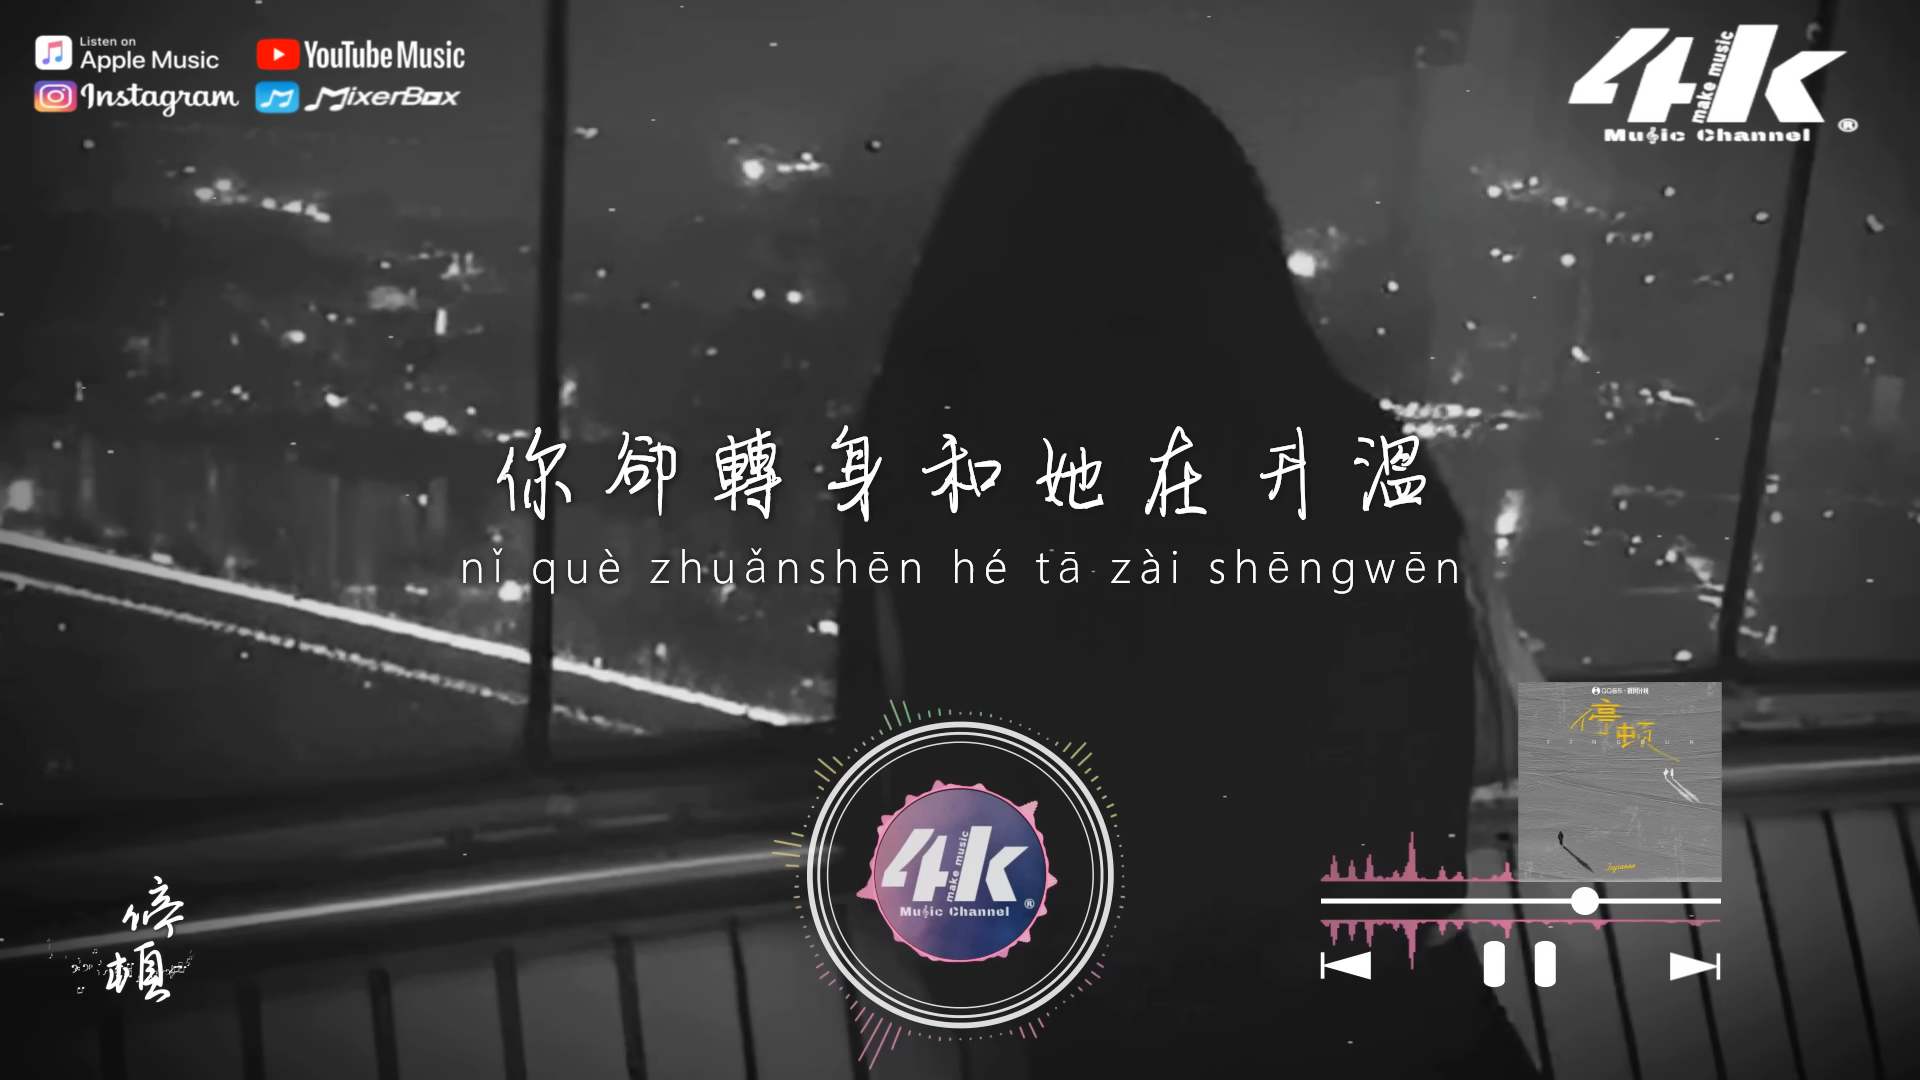 Listen on
Apple Music
YouTube Music
Instagram
MixerBox
4k
make music
Music Channel
®
你卻轉身和她在升溫
nǐ què zhuǎnshēn hé tā zài shēngwēn
停頓
TINGDUN
4k
make music
Music Channel
®
停
頓